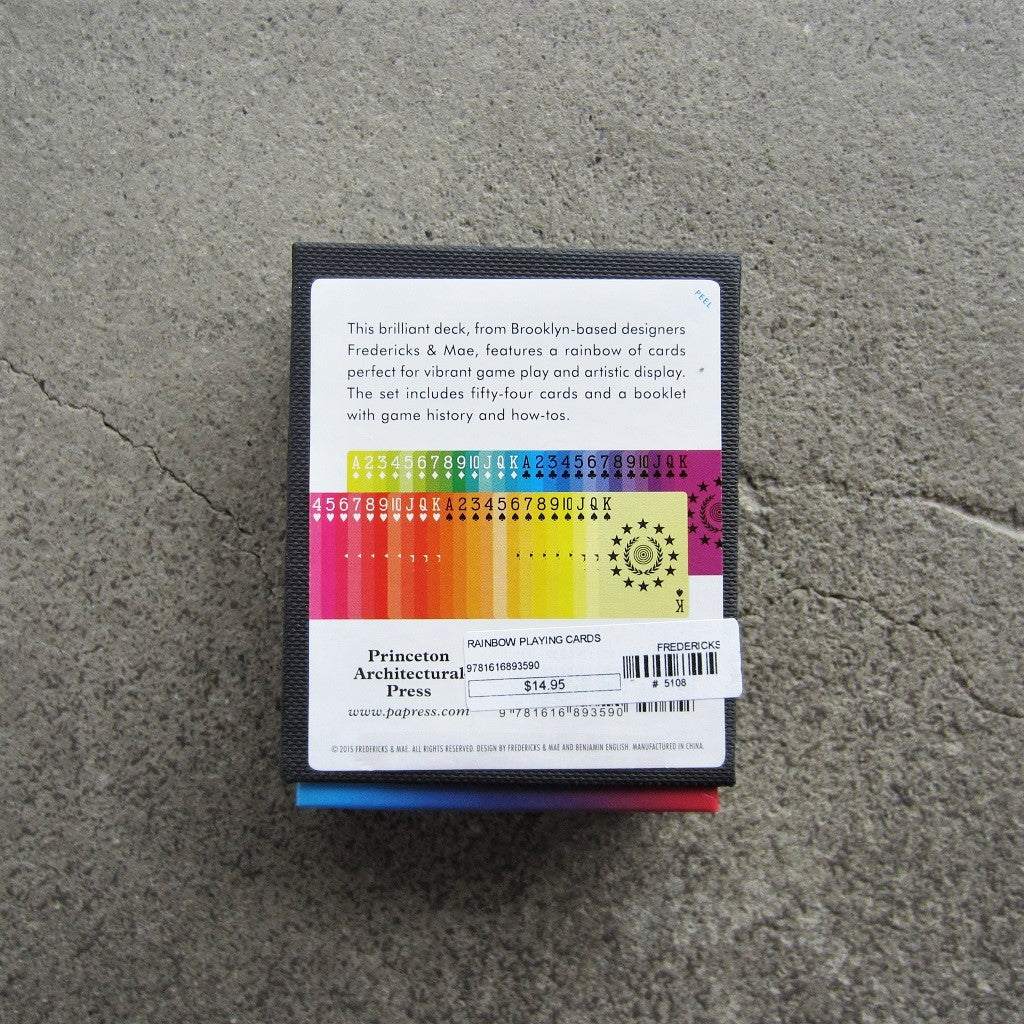 PEEL
This brilliant deck, from Brooklyn-based designers
Fredericks & Mae, features a rainbow of cards
perfect for vibrant game play and artistic display.
The set includes fifty-four cards and a booklet
with game history and how-tos.
A 2 3 4 5 6 7 8 9 10 J Q K A 2 3 4 5 6 7 8 9 10 J Q K
4 5 6 7 8 9 10 J Q K A 2 3 4 5 6 7 8 9 10 J Q K
K
Princeton
Architectural
Press
www.papress.com
RAINBOW PLAYING CARDS
FREDERICKS
9781616893590
$14.95
# 5108
9 781616 893590
© 2015 FREDERICKS & MAE. ALL RIGHTS RESERVED. DESIGN BY FREDERICKS & MAE AND BENJAMIN ENGLISH. MANUFACTURED IN CHINA.